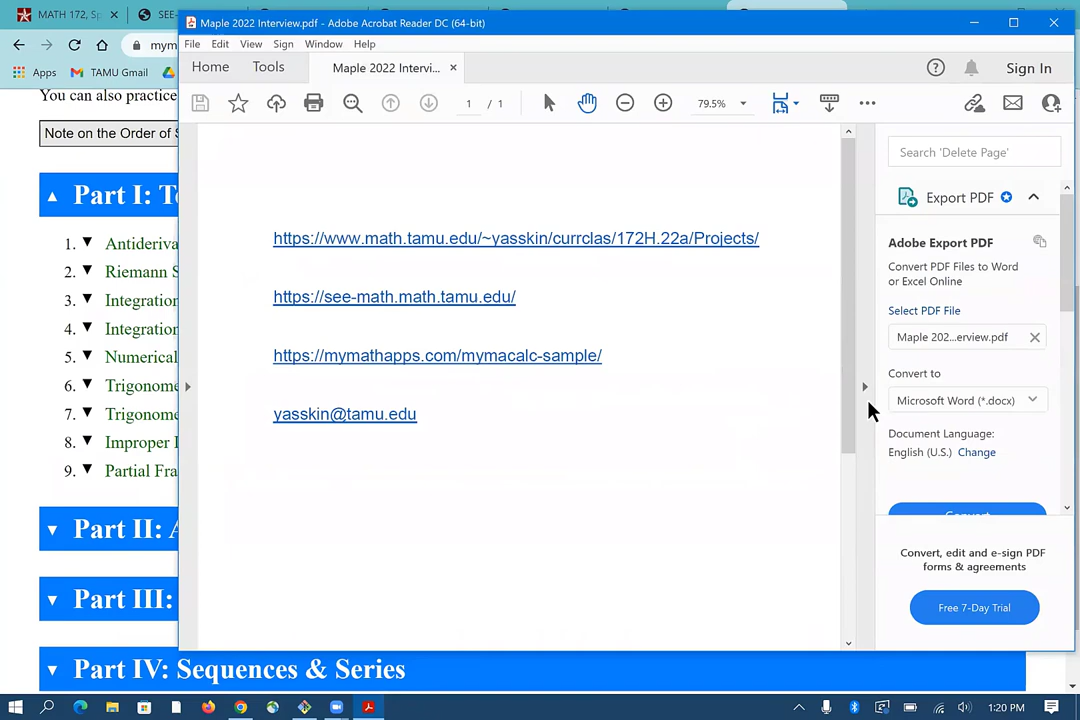 MATH 172, Sp
SEE-
Maple 2022 Interview.pdf - Adobe Acrobat Reader DC (64-bit)
mym
File Edit View Sign Window Help
Apps TAMU Gmail
Home Tools Maple 2022 Intervi... Sign In
1 / 1 79.5%
You can also practice
Note on the Order of S
Part I: To
1. Antideriva
2. Riemann S
3. Integration
4. Integration
5. Numerical
6. Trigonome
7. Trigonome
8. Improper I
9. Partial Fra
Part II: A
Part III:
Part IV: Sequences & Series
https://www.math.tamu.edu/~yasskin/currclas/172H.22a/Projects/
https://see-math.math.tamu.edu/
https://mymathapps.com/mymacalc-sample/
yasskin@tamu.edu
Search 'Delete Page'
Export PDF
Adobe Export PDF
Convert PDF Files to Word
or Excel Online
Select PDF File
Maple 202...erview.pdf
Convert to
Microsoft Word (*.docx)
Document Language:
English (U.S.) Change
Convert
Convert, edit and e-sign PDF
forms & agreements
Free 7-Day Trial
1:20 PM